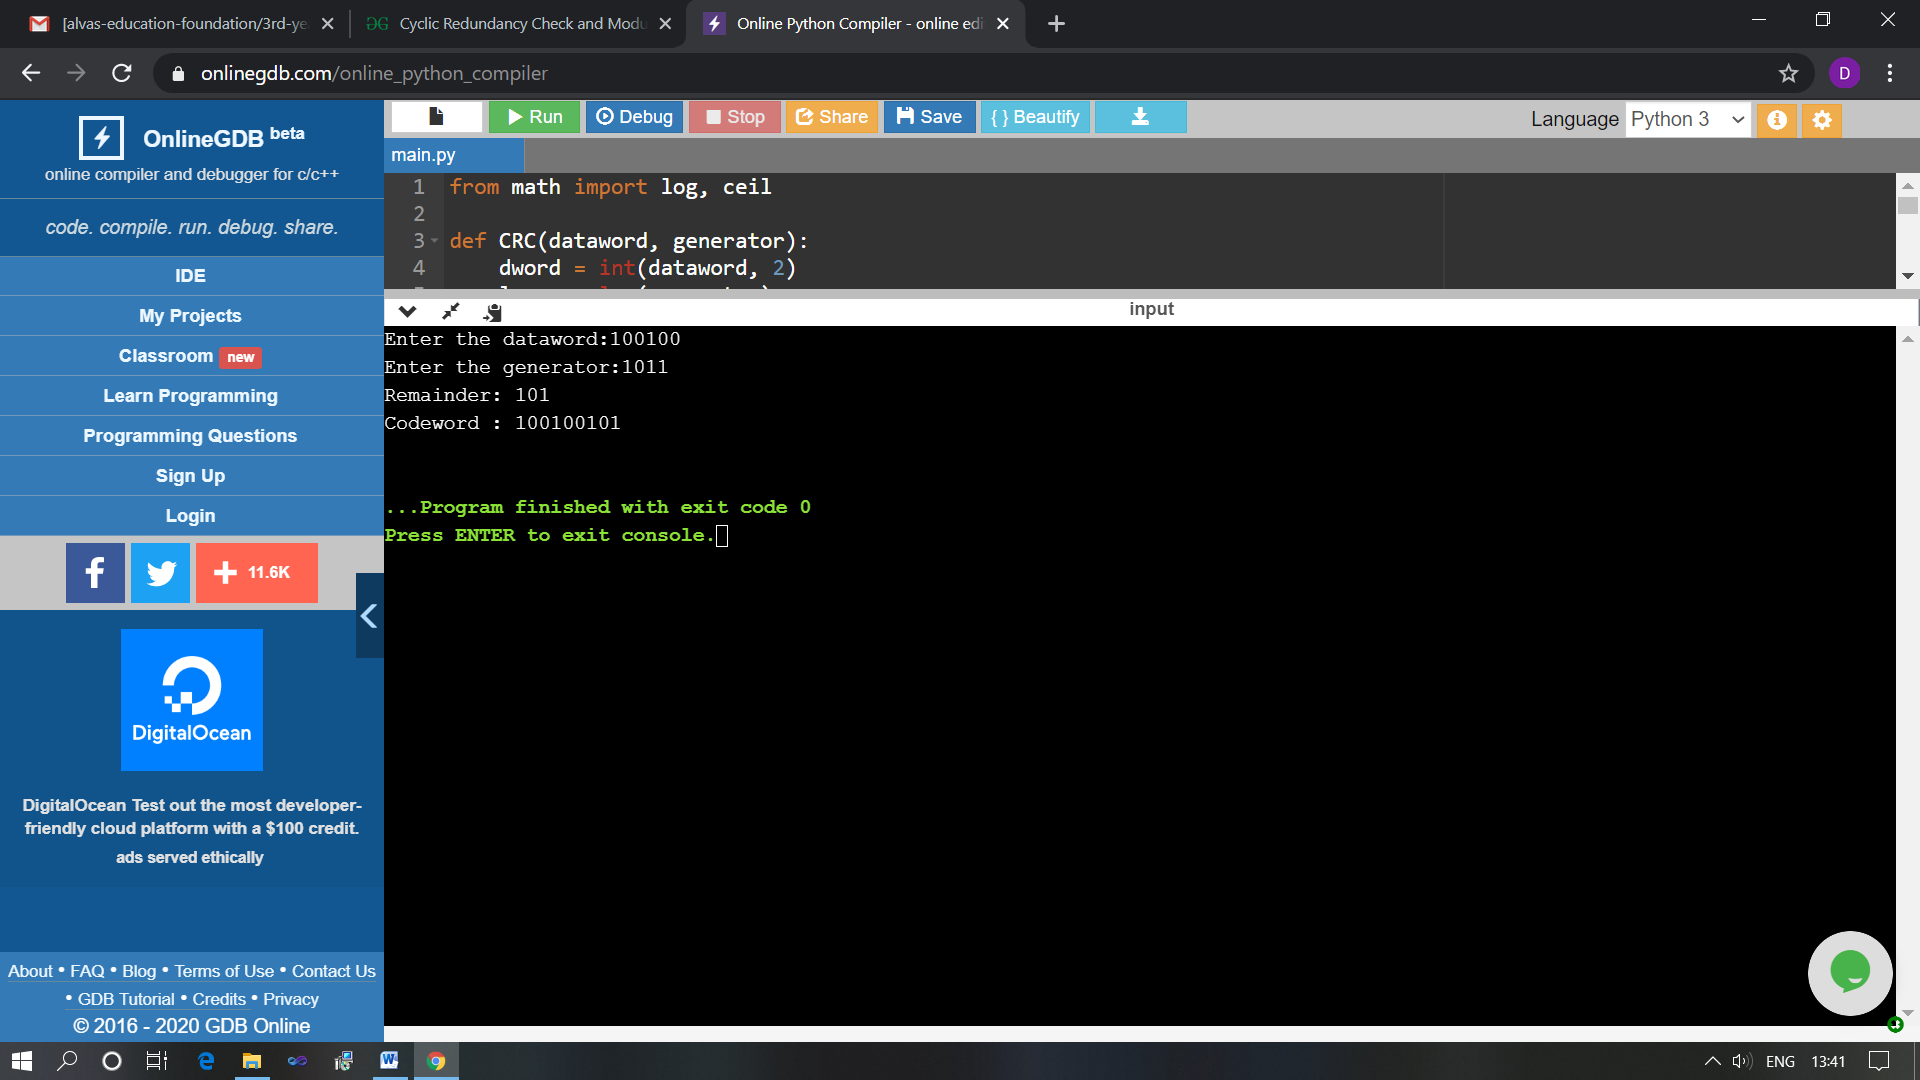 [alvas-education-foundation/3rd-ye
Cyclic Redundancy Check and Modu
Online Python Compiler - online edi
onlinegdb.com/online_python_compiler
D
OnlineGDB beta
online compiler and debugger for c/c++
code. compile. run. debug. share.
IDE
My Projects
Classroom new
Learn Programming
Programming Questions
Sign Up
Login
11.6K
DigitalOcean
DigitalOcean Test out the most developer-
friendly cloud platform with a $100 credit.
ads served ethically
About • FAQ • Blog • Terms of Use • Contact Us
• GDB Tutorial • Credits • Privacy
© 2016 - 2020 GDB Online
Run Debug Stop Share Save { } Beautify
Language Python 3
main.py
1 from math import log, ceil
2
3 def CRC(dataword, generator):
4 dword = int(dataword, 2)
input
Enter the dataword:100100
Enter the generator:1011
Remainder: 101
Codeword : 100100101
...Program finished with exit code 0
Press ENTER to exit console.
ENG 13:41